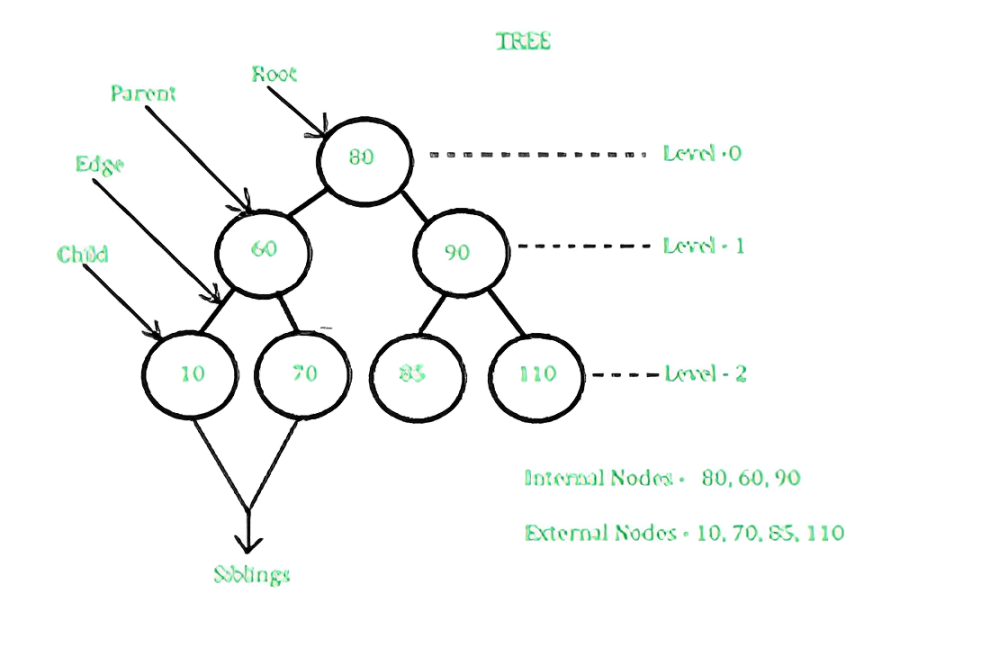 TREE
Root
Parent
Edge
Child
80
Level - 0
60
90
Level - 1
10
70
85
110
Level - 2
Internal Nodes - 80, 60, 90
External Nodes - 10, 70, 85, 110
Siblings